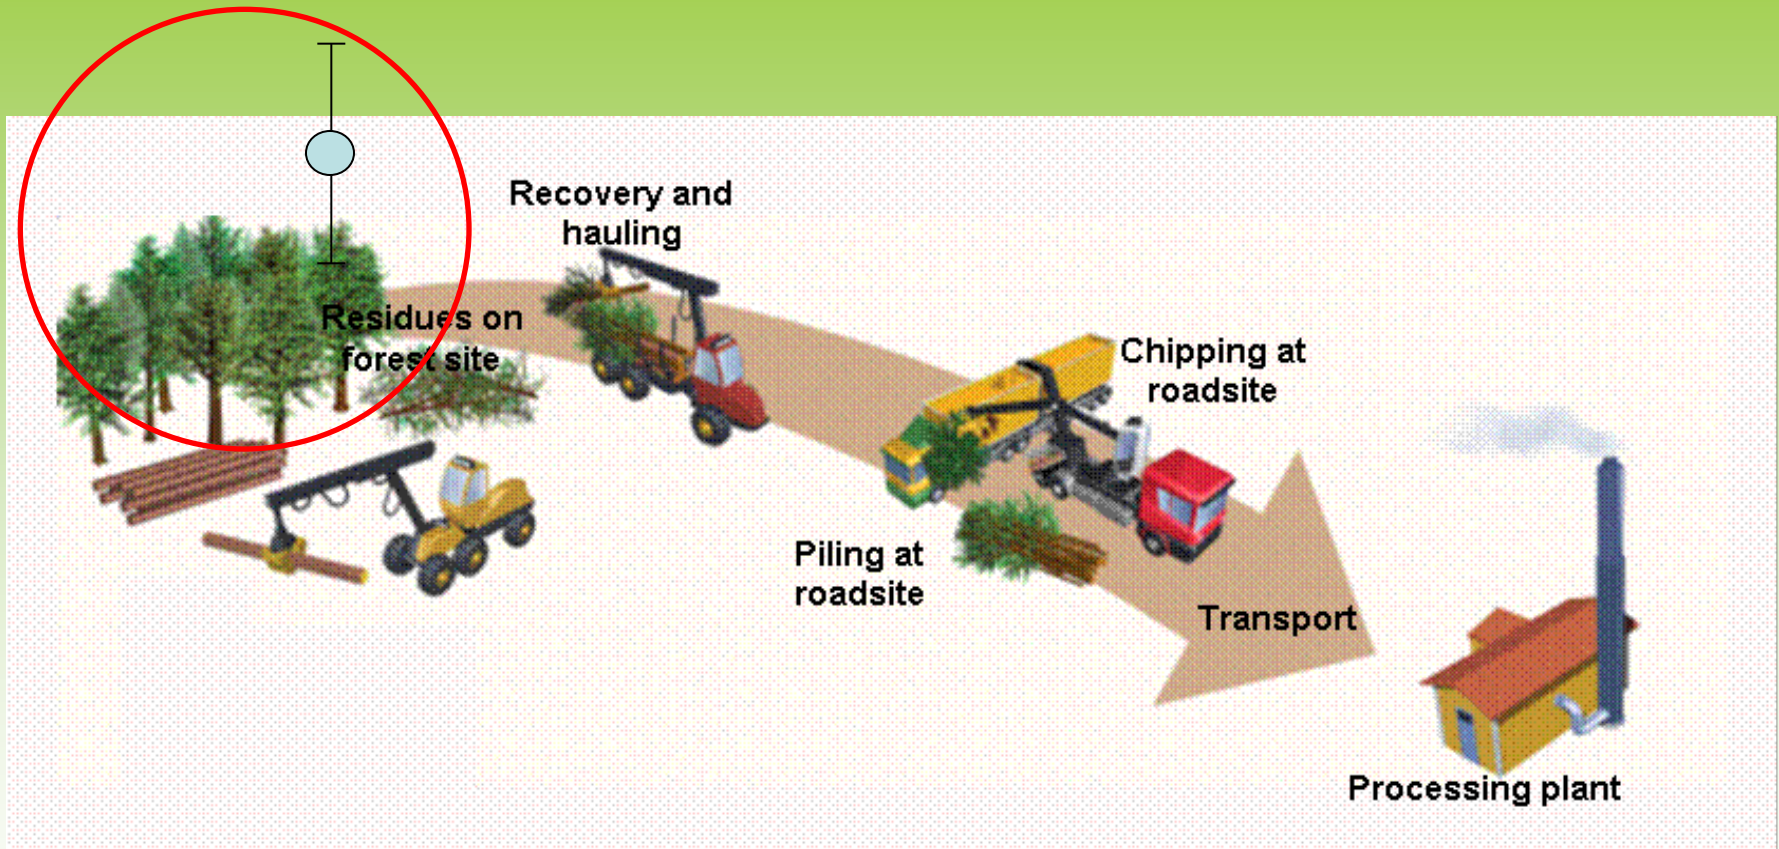 Recovery and
hauling
Residues on
forest site
Chipping at
roadsite
Piling at
roadsite
Transport
Processing plant